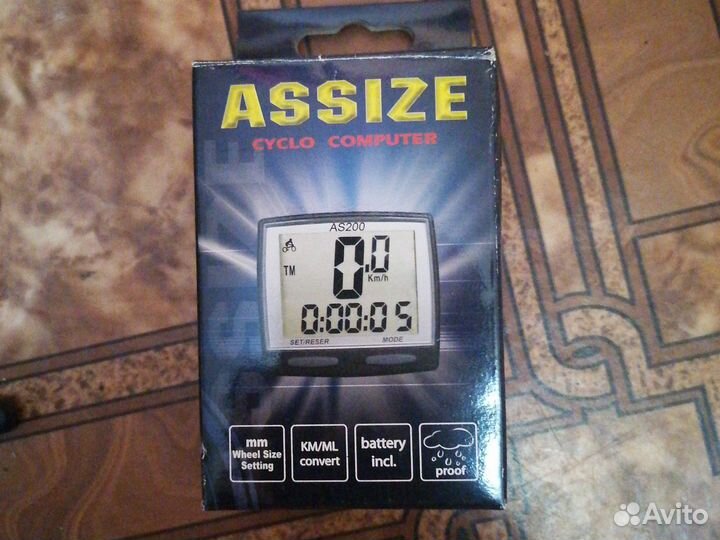 ASSIZE
CYCLO COMPUTER
AS200
0.0
TM
Km/h
0:00:05
SET/RESER MODE
mm
Wheel Size
Setting
KM/ML
convert
battery
incl.
proof
Avito